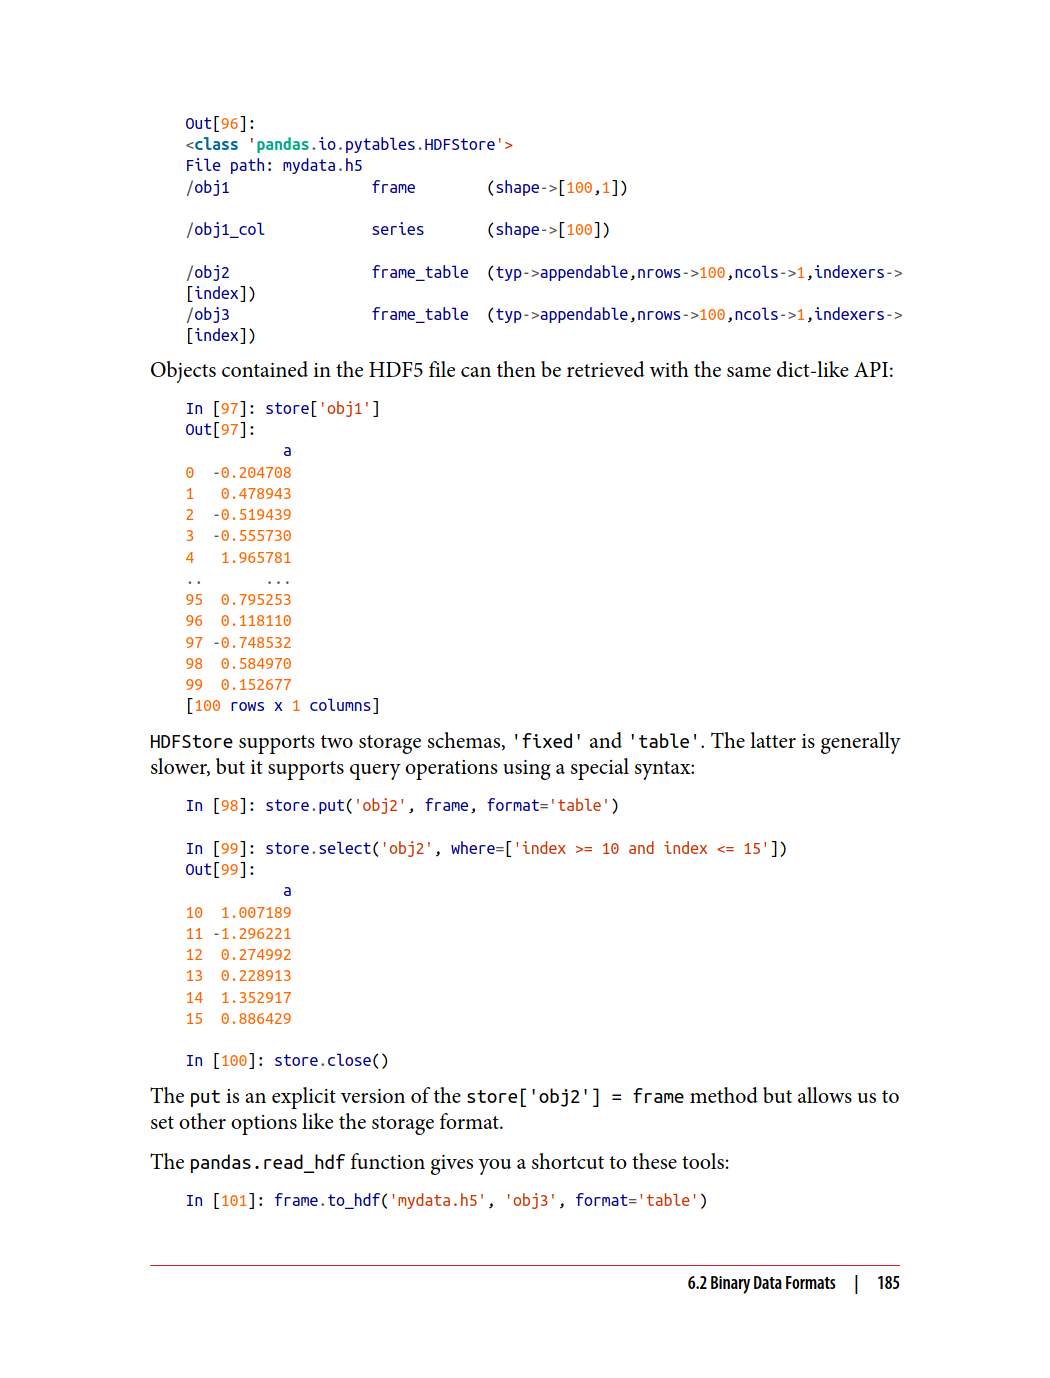 Out[96]:
<class 'pandas.io.pytables.HDFStore'>
File path: mydata.h5
/obj1                frame        (shape->[100,1])
/obj1_col            series       (shape->[100])
/obj2                frame_table  (typ->appendable,nrows->100,ncols->1,indexers->
[index])
/obj3                frame_table  (typ->appendable,nrows->100,ncols->1,indexers->
[index])
Objects contained in the HDF5 file can then be retrieved with the same dict-like API:
In [97]: store['obj1']
Out[97]:
           a
0  -0.204708
1   0.478943
2  -0.519439
3  -0.555730
4   1.965781
..       ...
95  0.795253
96  0.118110
97 -0.748532
98  0.584970
99  0.152677
[100 rows x 1 columns]
HDFStore supports two storage schemas, 'fixed' and 'table'. The latter is generally
slower, but it supports query operations using a special syntax:
In [98]: store.put('obj2', frame, format='table')
In [99]: store.select('obj2', where=['index >= 10 and index <= 15'])
Out[99]:
           a
10  1.007189
11 -1.296221
12  0.274992
13  0.228913
14  1.352917
15  0.886429
In [100]: store.close()
The put is an explicit version of the store['obj2'] = frame method but allows us to
set other options like the storage format.
The pandas.read_hdf function gives you a shortcut to these tools:
In [101]: frame.to_hdf('mydata.h5', 'obj3', format='table')
6.2 Binary Data Formats | 185